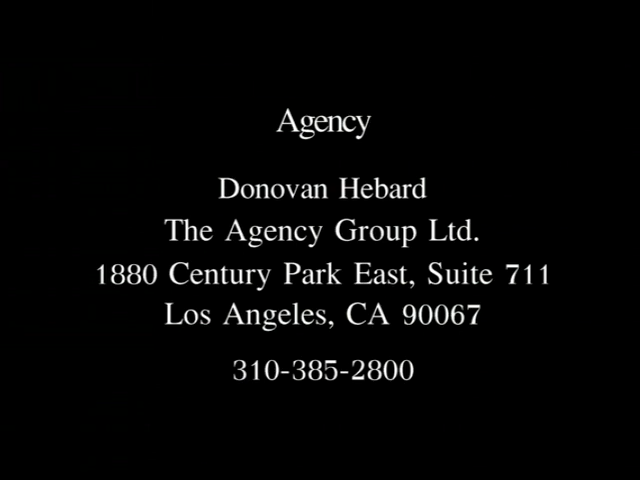 Agency
Donovan Hebard
The Agency Group Ltd.
1880 Century Park East, Suite 711
Los Angeles, CA 90067
310-385-2800